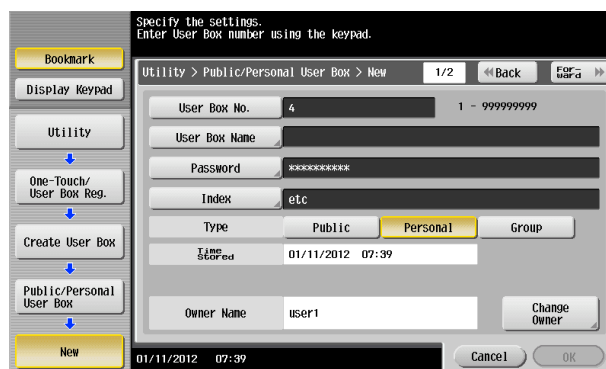 Specify the settings.
Enter User Box number using the keypad.
Bookmark
Display Keypad
Utility > Public/Personal User Box > New
1/2
Back
For-
ward
User Box No.
4
1 - 999999999
User Box Name
Password
**********
Index
etc
Type
Public
Personal
Group
Time
Stored
01/11/2012 07:39
Owner Name
user1
Change
Owner
Utility
One-Touch/
User Box Reg.
Create User Box
Public/Personal
User Box
New
01/11/2012 07:39
Cancel
OK